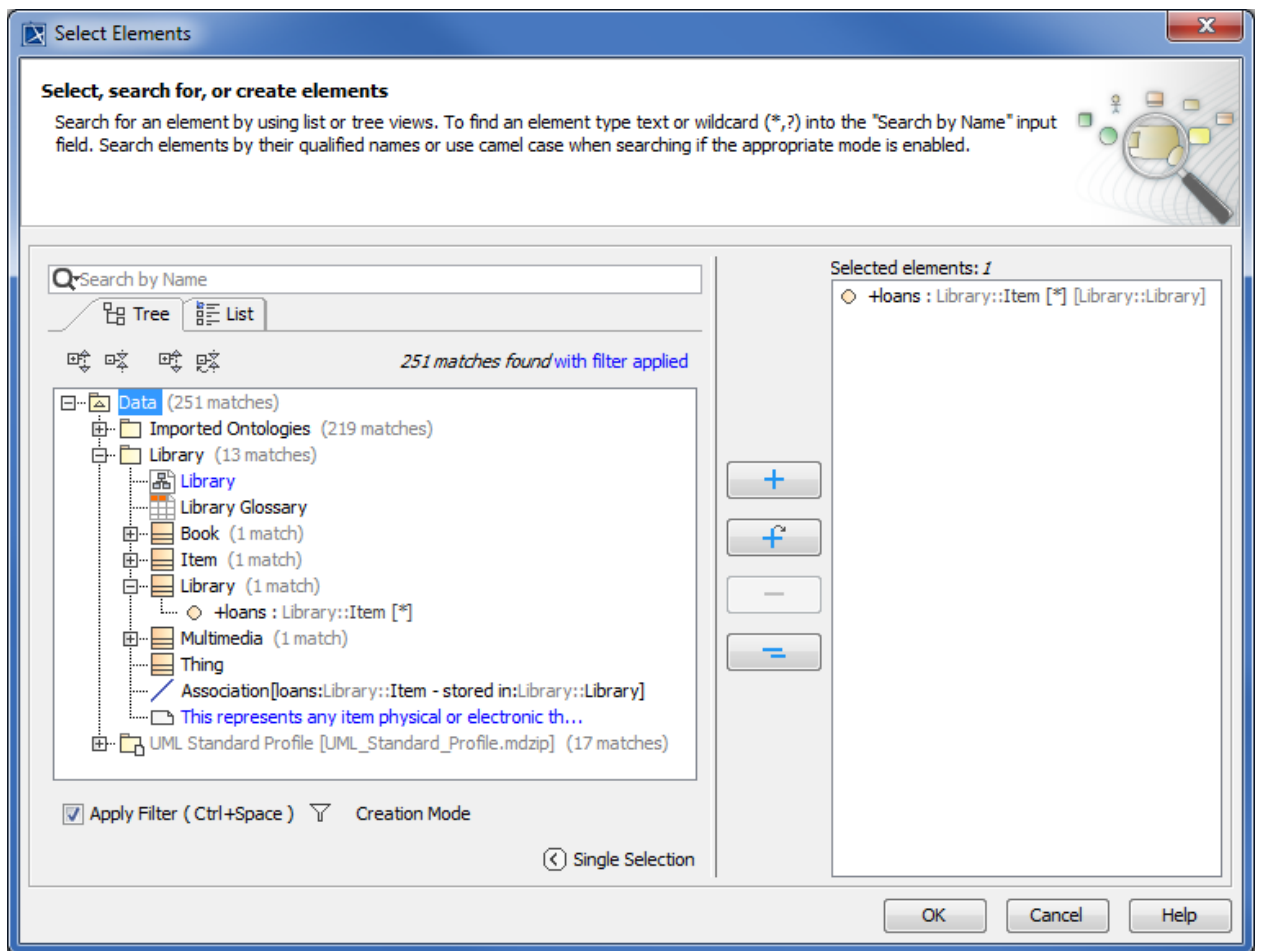 Select Elements
Select, search for, or create elements
Search for an element by using list or tree views. To find an element type text or wildcard (*,?) into the "Search by Name" input
field. Search elements by their qualified names or use camel case when searching if the appropriate mode is enabled.
Search by Name
Tree List
251 matches found with filter applied
Data (251 matches)
Imported Ontologies (219 matches)
Library (13 matches)
Library
Library Glossary
Book (1 match)
Item (1 match)
Library (1 match)
+loans : Library::Item [*]
Multimedia (1 match)
Thing
Association[loans:Library::Item - stored in:Library::Library]
This represents any item physical or electronic th...
UML Standard Profile [UML_Standard_Profile.mdzip] (17 matches)
Apply Filter ( Ctrl+Space ) Creation Mode
Single Selection
Selected elements: 1
+loans : Library::Item [*] [Library::Library]
OK Cancel Help